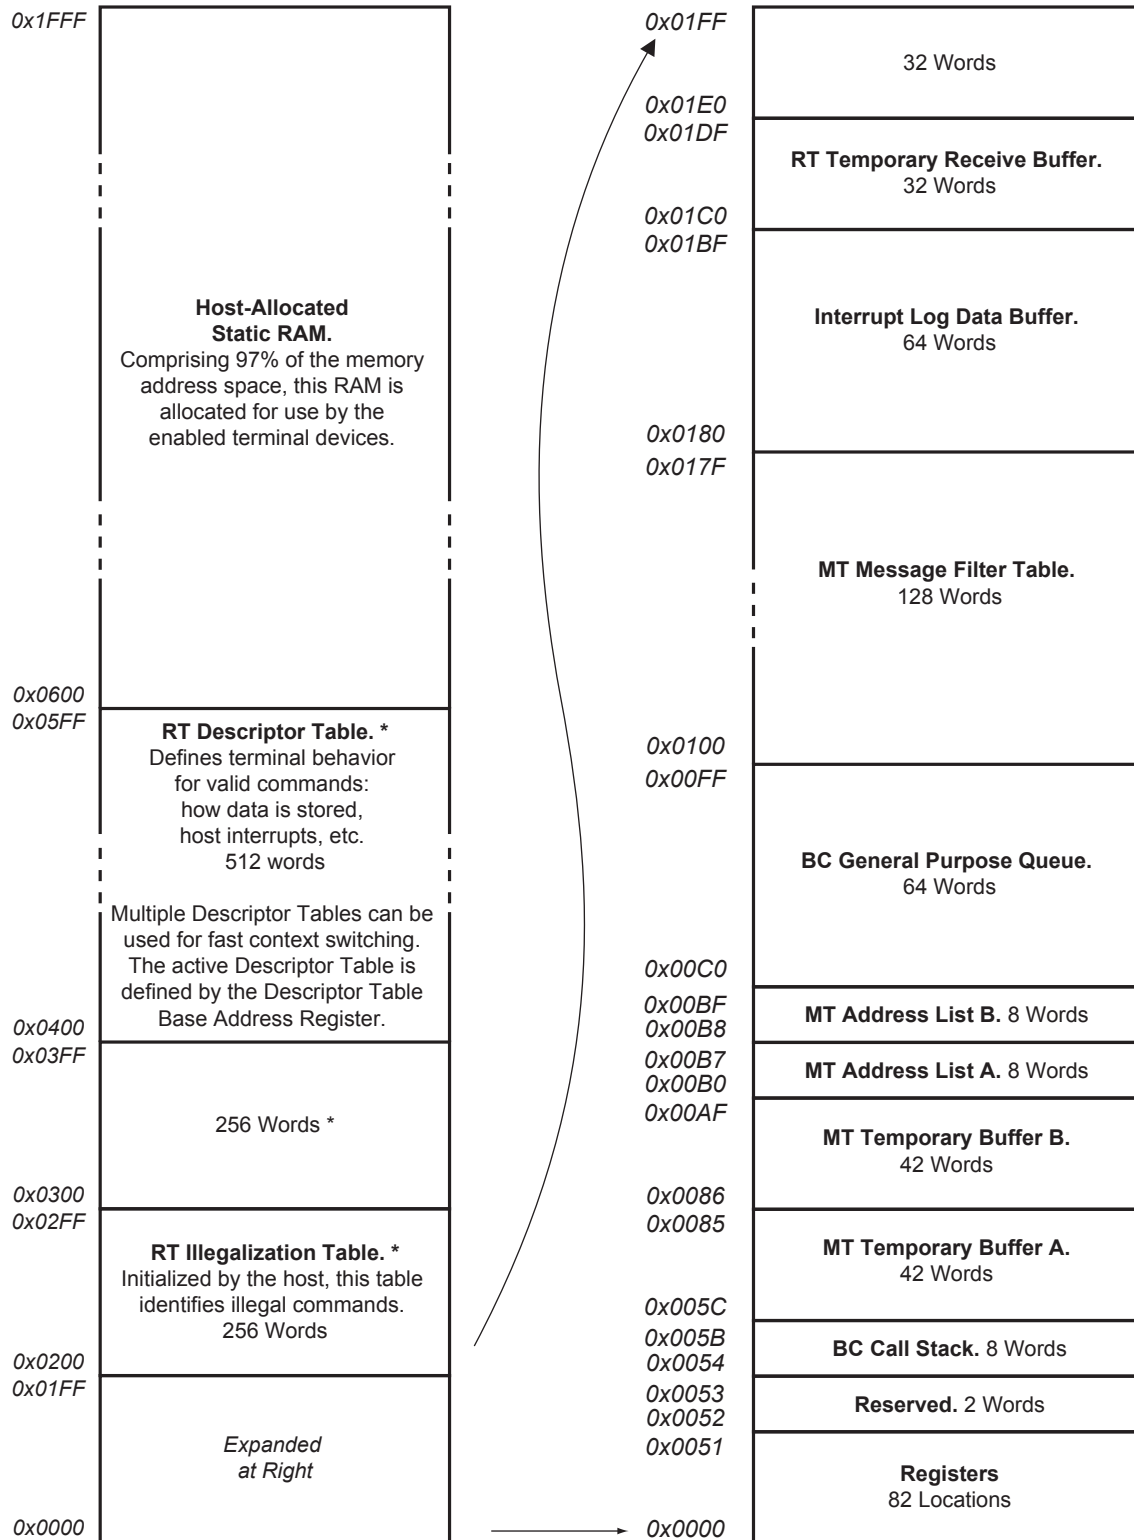 0x1FFF
Host-Allocated
Static RAM.
Comprising 97% of the memory
address space, this RAM is
allocated for use by the
enabled terminal devices.
0x0600
0x05FF
RT Descriptor Table. *
Defines terminal behavior
for valid commands:
how data is stored,
host interrupts, etc.
512 words
Multiple Descriptor Tables can be
used for fast context switching.
The active Descriptor Table is
defined by the Descriptor Table
Base Address Register.
0x0400
0x03FF
256 Words *
0x0300
0x02FF
RT Illegalization Table. *
Initialized by the host, this table
identifies illegal commands.
256 Words
0x0200
0x01FF
Expanded
at Right
0x0000
0x01FF
32 Words
0x01E0
0x01DF
RT Temporary Receive Buffer.
32 Words
0x01C0
0x01BF
Interrupt Log Data Buffer.
64 Words
0x0180
0x017F
MT Message Filter Table.
128 Words
0x0100
0x00FF
BC General Purpose Queue.
64 Words
0x00C0
0x00BF
MT Address List B. 8 Words
0x00B8
0x00B7
MT Address List A. 8 Words
0x00B0
0x00AF
MT Temporary Buffer B.
42 Words
0x0086
0x0085
MT Temporary Buffer A.
42 Words
0x005C
0x005B
BC Call Stack. 8 Words
0x0054
0x0053
Reserved. 2 Words
0x0052
0x0051
Registers
82 Locations
0x0000